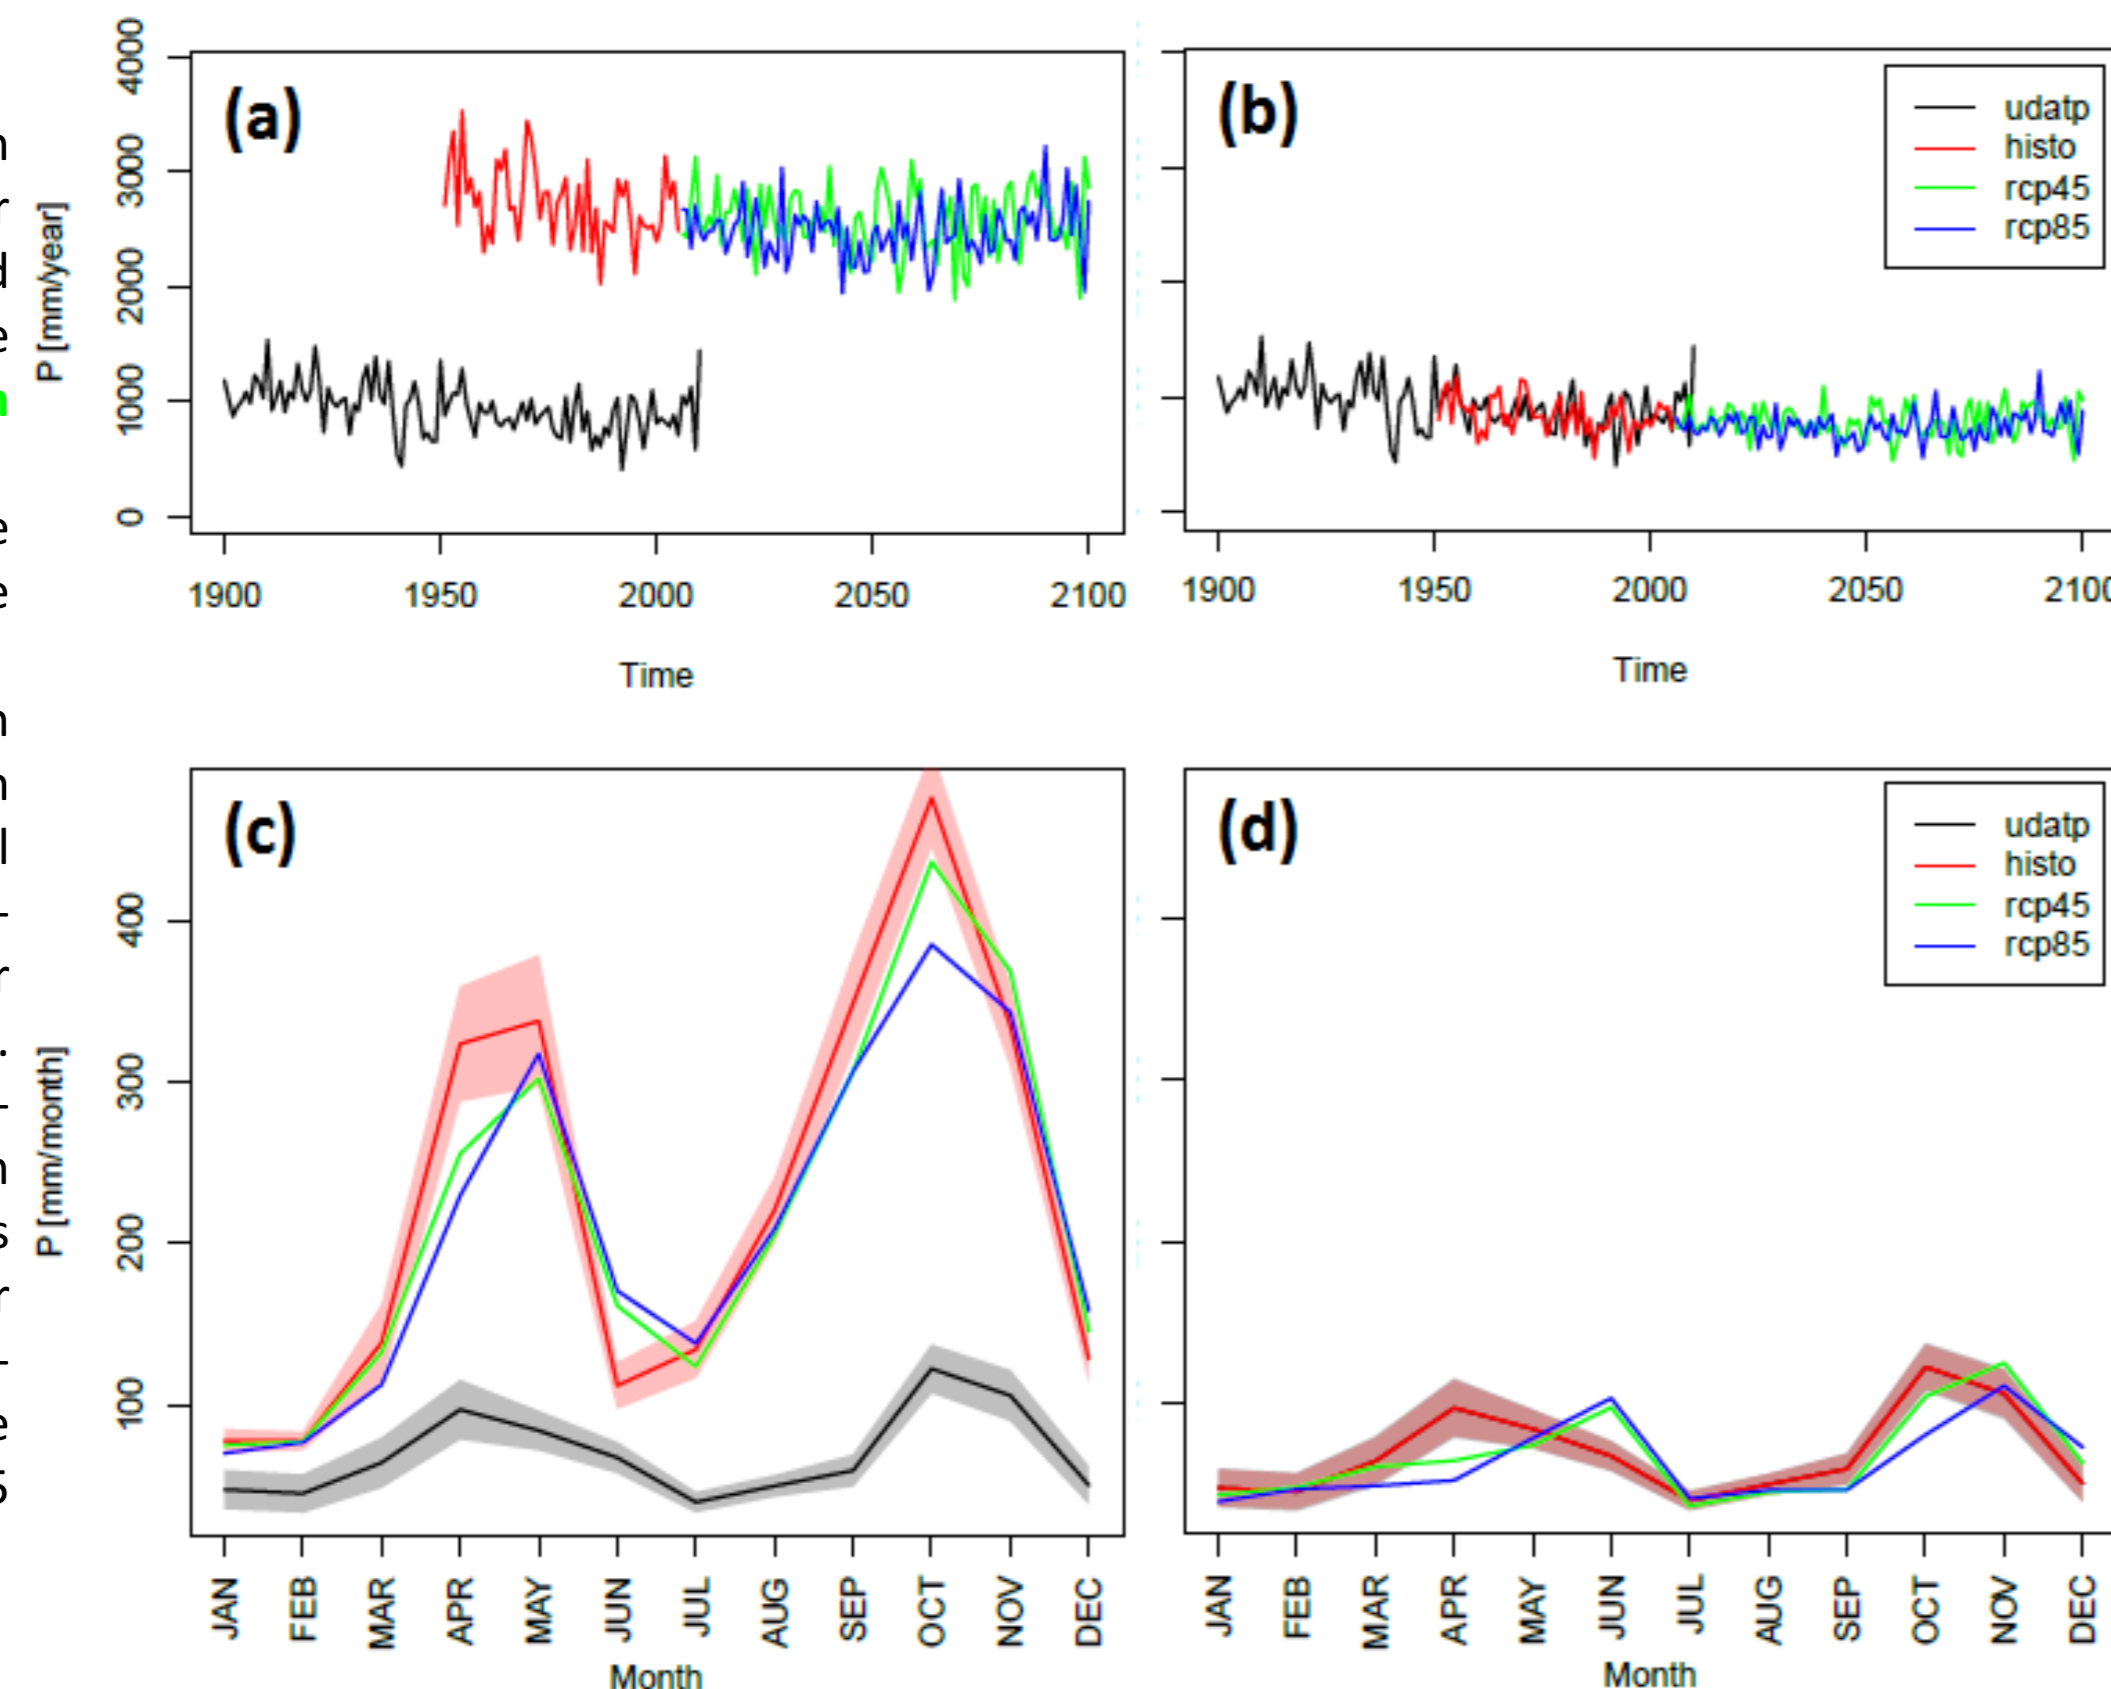 (a)
P [mm/year]
4000
3000
2000
1000
0
1900 1950 2000 2050 2100
Time
(b)
udatp
histo
rcp45
rcp85
1900 1950 2000 2050 2100
Time
(c)
P [mm/month]
400
300
200
100
JAN FEB MAR APR MAY JUN JUL AUG SEP OCT NOV DEC
Month
(d)
udatp
histo
rcp45
rcp85
JAN FEB MAR APR MAY JUN JUL AUG SEP OCT NOV DEC
Month